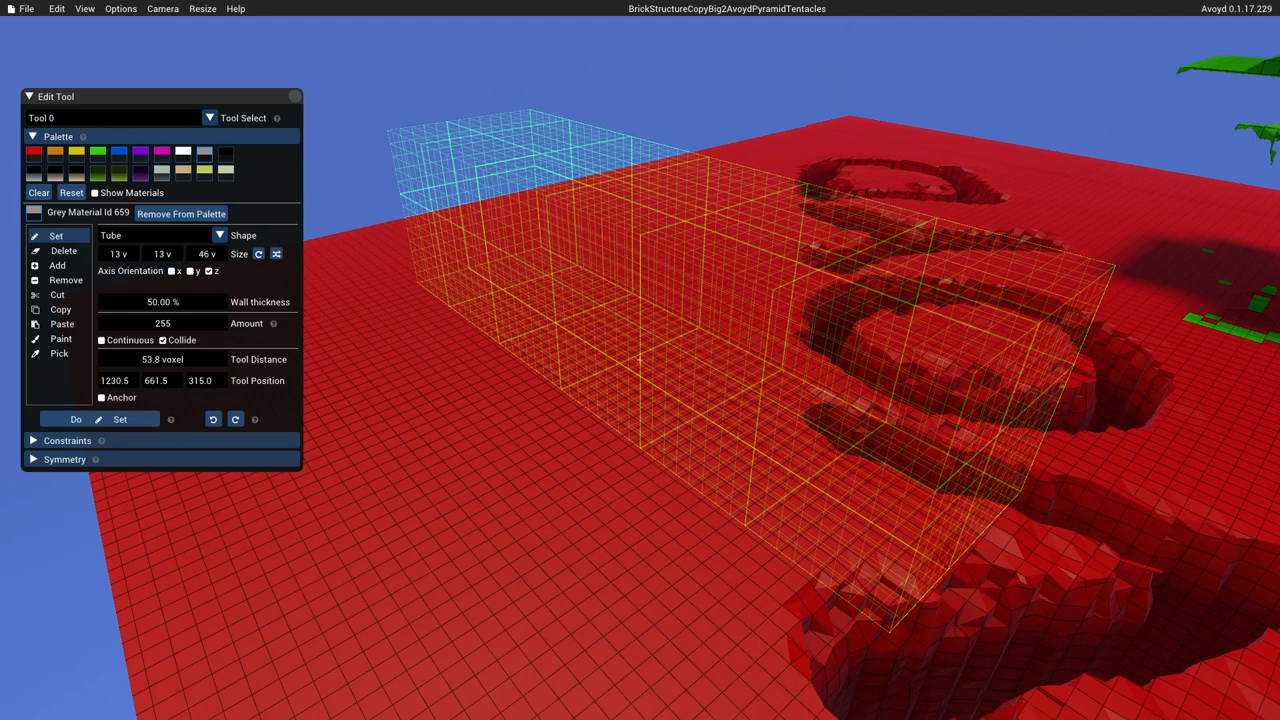 File Edit View Options Camera Resize Help BrickStructureCopyBig2AvoydPyramidTentacles Avoyd 0.1.17.229
Edit Tool
Tool 0 Tool Select ?
Palette ?
Clear Reset Show Materials
Grey Material Id 659 Remove From Palette
Set Tube Shape
Delete 13 v 13 v 46 v Size
Add Axis Orientation x y z
Remove
Cut
Copy 50.00 % Wall thickness
Paste 255 Amount ?
Paint Continuous Collide
Pick 53.8 voxel Tool Distance
1230.5 661.5 315.0 Tool Position
Anchor
Do Set ? ?
Constraints ?
Symmetry ?